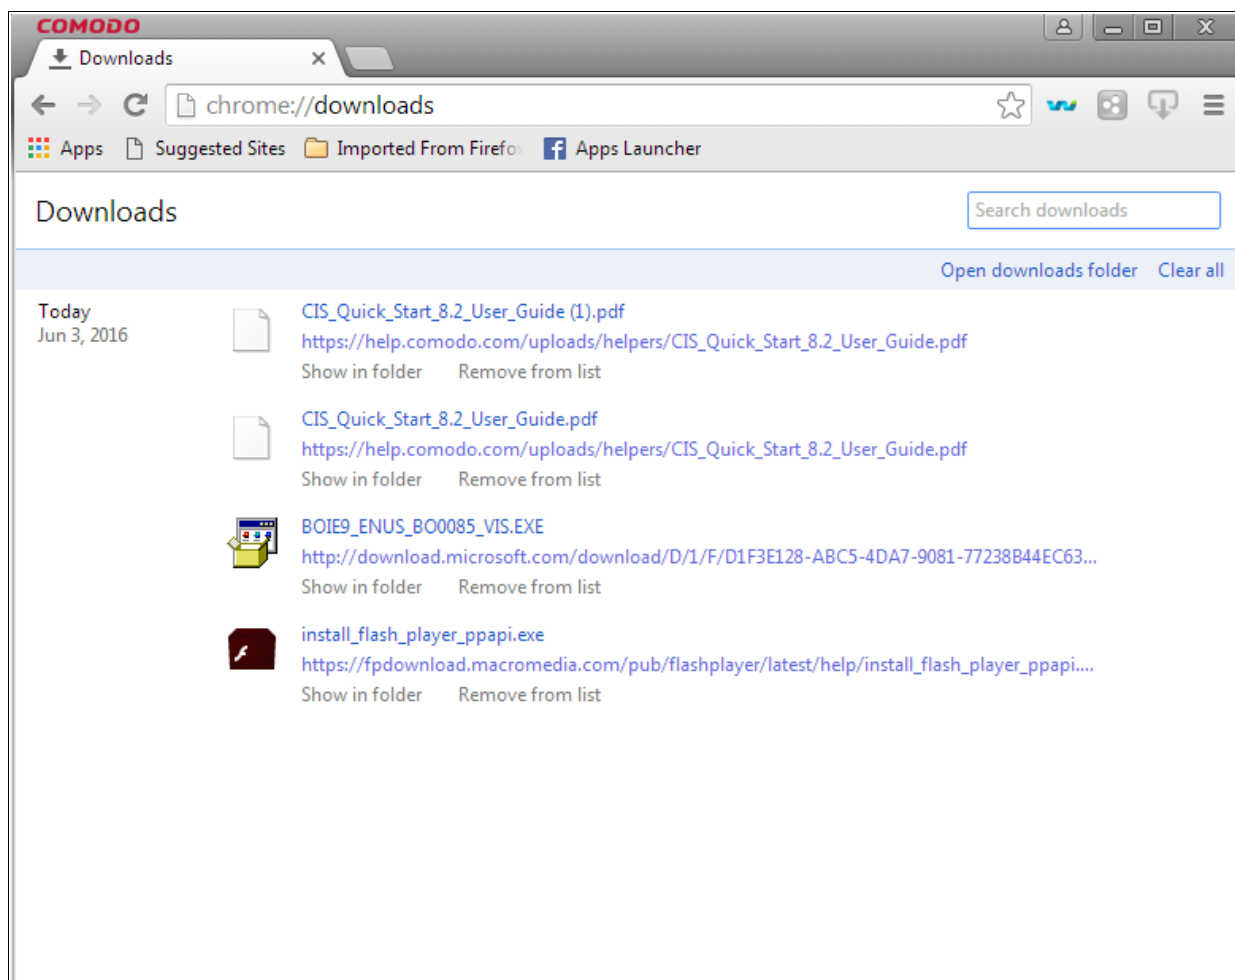 COMODO
Downloads
chrome://downloads
Apps Suggested Sites Imported From Firefo Apps Launcher
Downloads
Search downloads
Open downloads folder Clear all
Today
Jun 3, 2016
CIS_Quick_Start_8.2_User_Guide (1).pdf
https://help.comodo.com/uploads/helpers/CIS_Quick_Start_8.2_User_Guide.pdf
Show in folder Remove from list
CIS_Quick_Start_8.2_User_Guide.pdf
https://help.comodo.com/uploads/helpers/CIS_Quick_Start_8.2_User_Guide.pdf
Show in folder Remove from list
BOIE9_ENUS_BO0085_VIS.EXE
http://download.microsoft.com/download/D/1/F/D1F3E128-ABC5-4DA7-9081-77238B44EC63...
Show in folder Remove from list
install_flash_player_ppapi.exe
https://fpdownload.macromedia.com/pub/flashplayer/latest/help/install_flash_player_ppapi....
Show in folder Remove from list